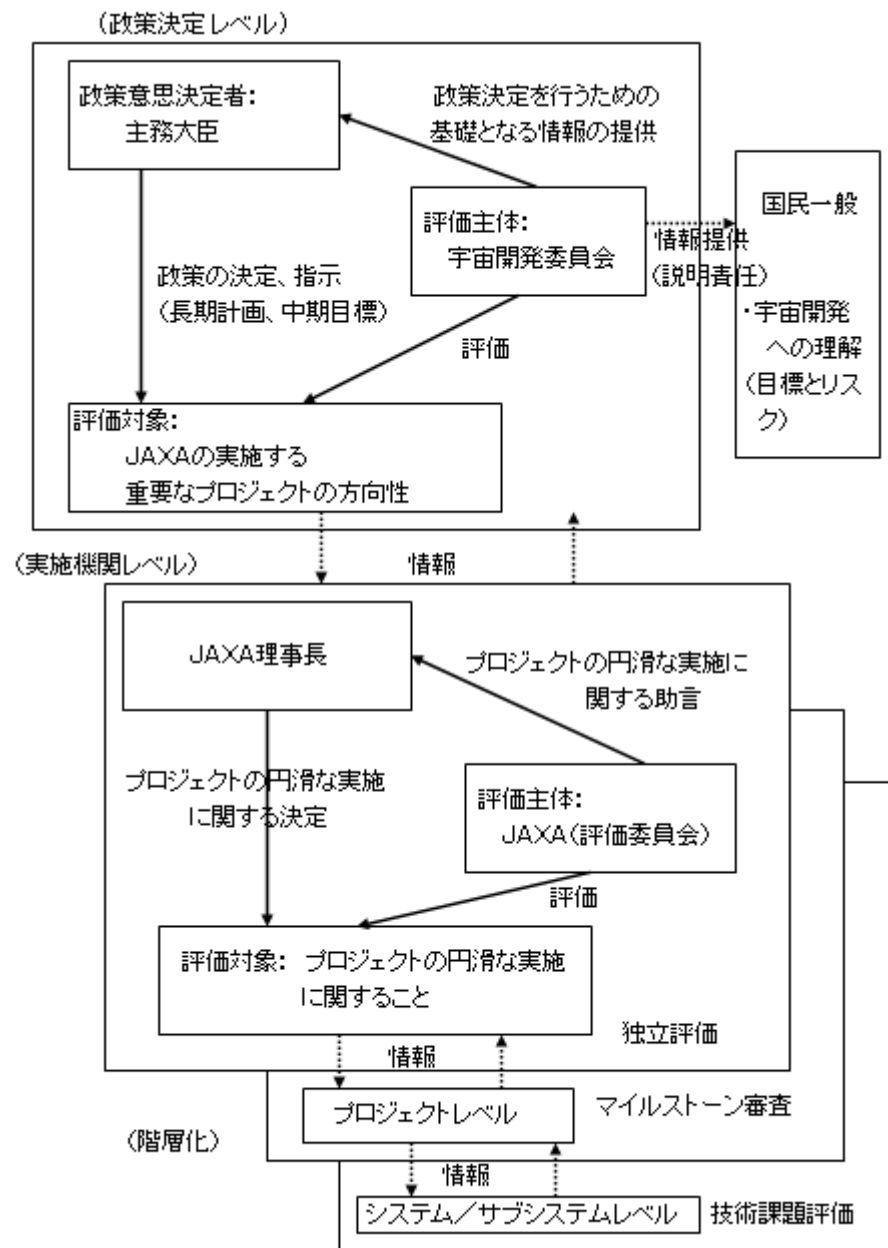 （政策決定レベル）
政策意思決定者：
主務大臣
政策決定を行うための
基礎となる情報の提供
評価主体：
宇宙開発委員会
情報提供
（説明責任）
国民一般
・宇宙開発
への理解
（目標とリス
ク）
政策の決定、指示
（長期計画、中期目標）
評価
評価対象：
JAXAの実施する
重要なプロジェクトの方向性
（実施機関レベル）
情報
JAXA理事長
プロジェクトの円滑な実施に
関する助言
プロジェクトの円滑な実施
に関する決定
評価主体：
JAXA（評価委員会）
評価
評価対象：　プロジェクトの円滑な実施
に関すること
独立評価
情報
プロジェクトレベル
マイルストーン審査
（階層化）
情報
システム／サブシステムレベル
技術課題評価